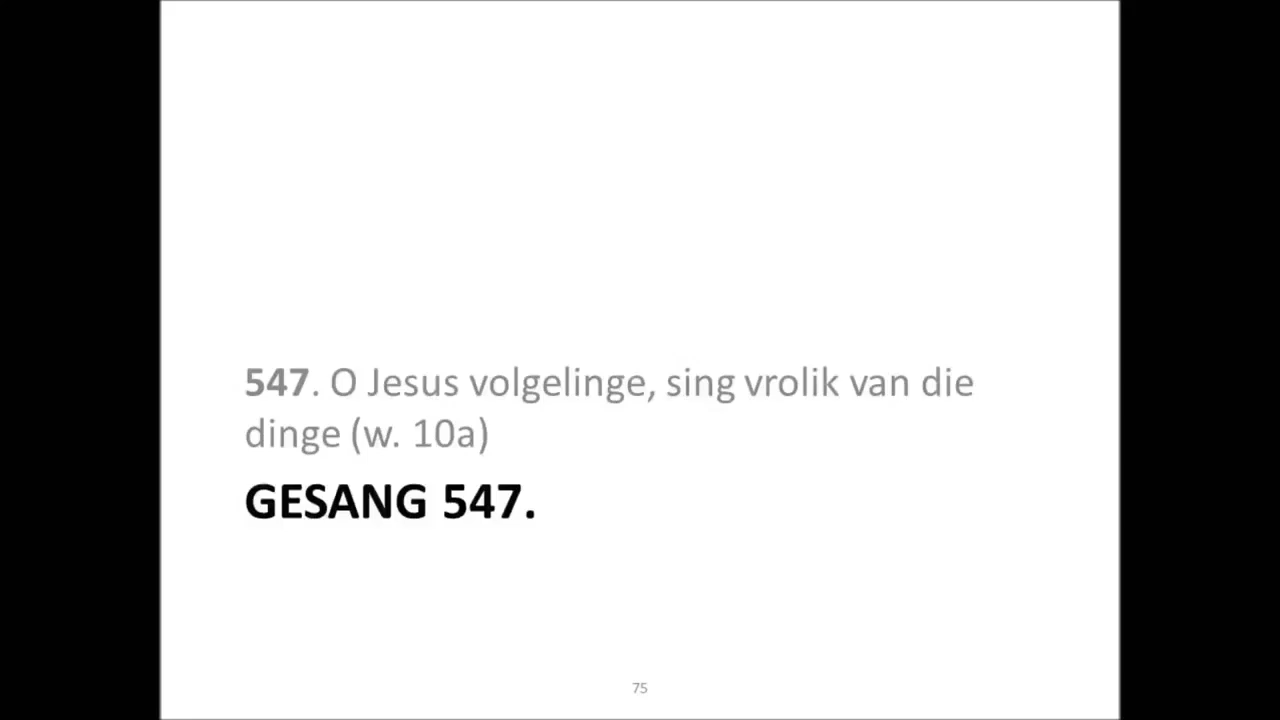 547. O Jesus volgelinge, sing vrolik van die
dinge (w. 10a)
GESANG 547.
75